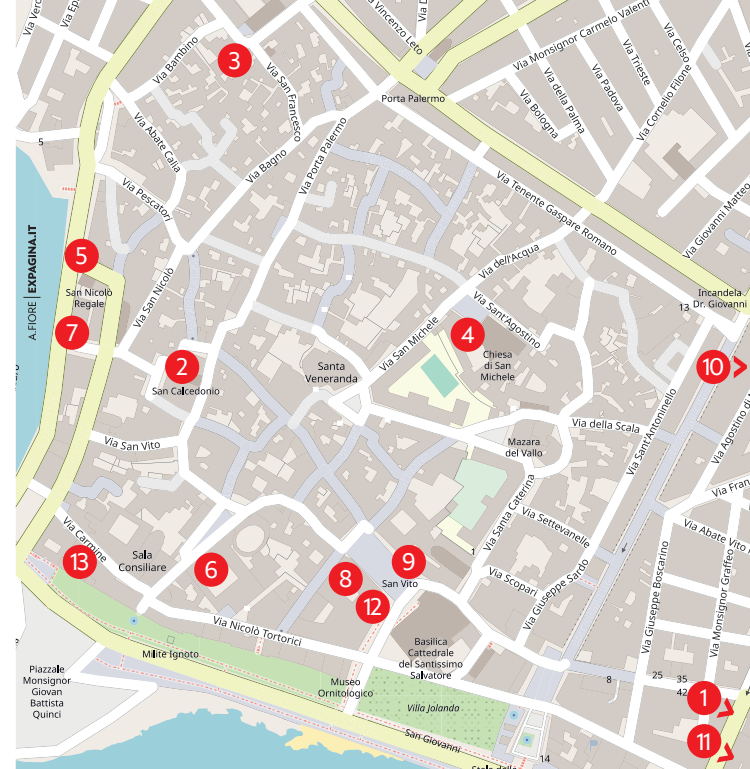 Via Vincenzo Leto
Via Monsignor Carmelo Valenti
Via Celso
Via Trieste
Via Padova
Via della Palma
Via Bologna
Via Cornelio Filone
3
Via Bambino
Via San Francesco
Porta Palermo
Via Abate Calia
5
Via Bagno
Via Porta Palermo
Via Pescatori
Via Tenente Gaspare Romano
Via Giovanni Matteo
A.FIORE | EXPAGINA.IT
5
Via dell'Acqua
San Nicolò
Regale
Via San Nicolò
Via Sant'Agostino
Incandela
Dr. Giovanni
13
7
Via San Michele
4
Chiesa
di San
Michele
2
San Calcedonio
Santa
Veneranda
10
Via Sant'Antoninello
Via Agostino di
Via San Vito
Via della Scala
Mazara
del Vallo
Via Santa Caterina
Via Fran
Via Settevanelle
Via Abate Vito
Via Carmine
13
Sala
Consiliare
6
1
9
8
San Vito
12
Via Scopari
Via Giuseppe Sardo
Via Giuseppe Boscarino
Via Monsignor Graffeo
Via Nicolò Tortorici
Basilica
Cattedrale
del Santissimo
Salvatore
Milite Ignoto
Piazzale
Monsignor
Giovan
Battista
Quinci
Museo
Ornitologico
Villa Jolanda
8
25
35
42
1
San Giovanni
11
14